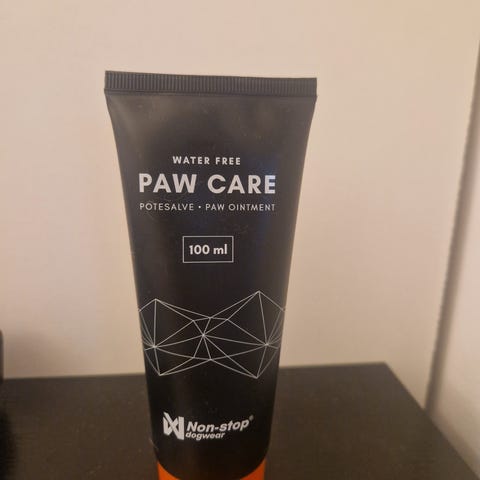 WATER FREE
PAW CARE
POTESALVE • PAW OINTMENT
100 ml
Non-stop®
dogwear